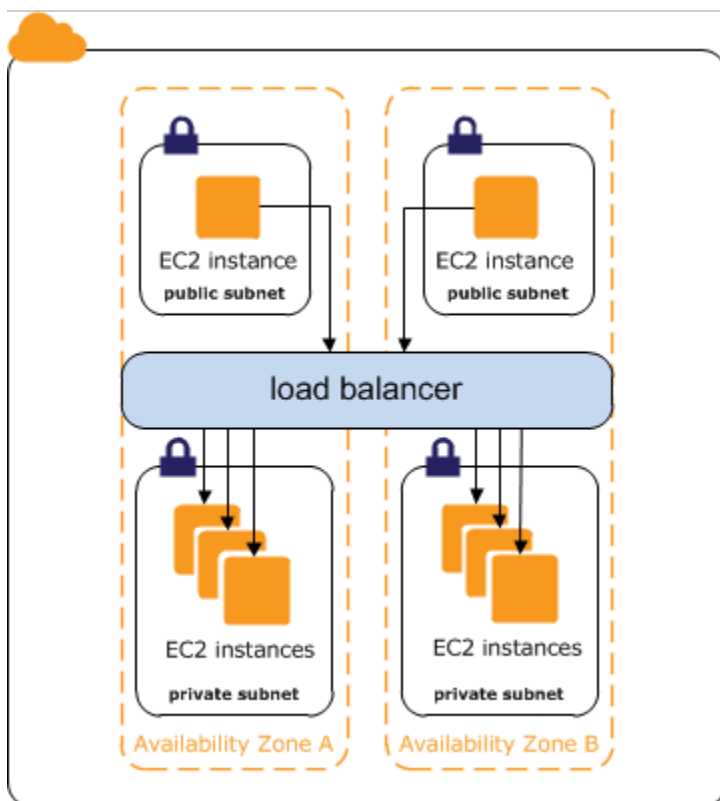 EC2 instance
public subnet
EC2 instance
public subnet
load balancer
EC2 instances
private subnet
EC2 instances
private subnet
Availability Zone A
Availability Zone B